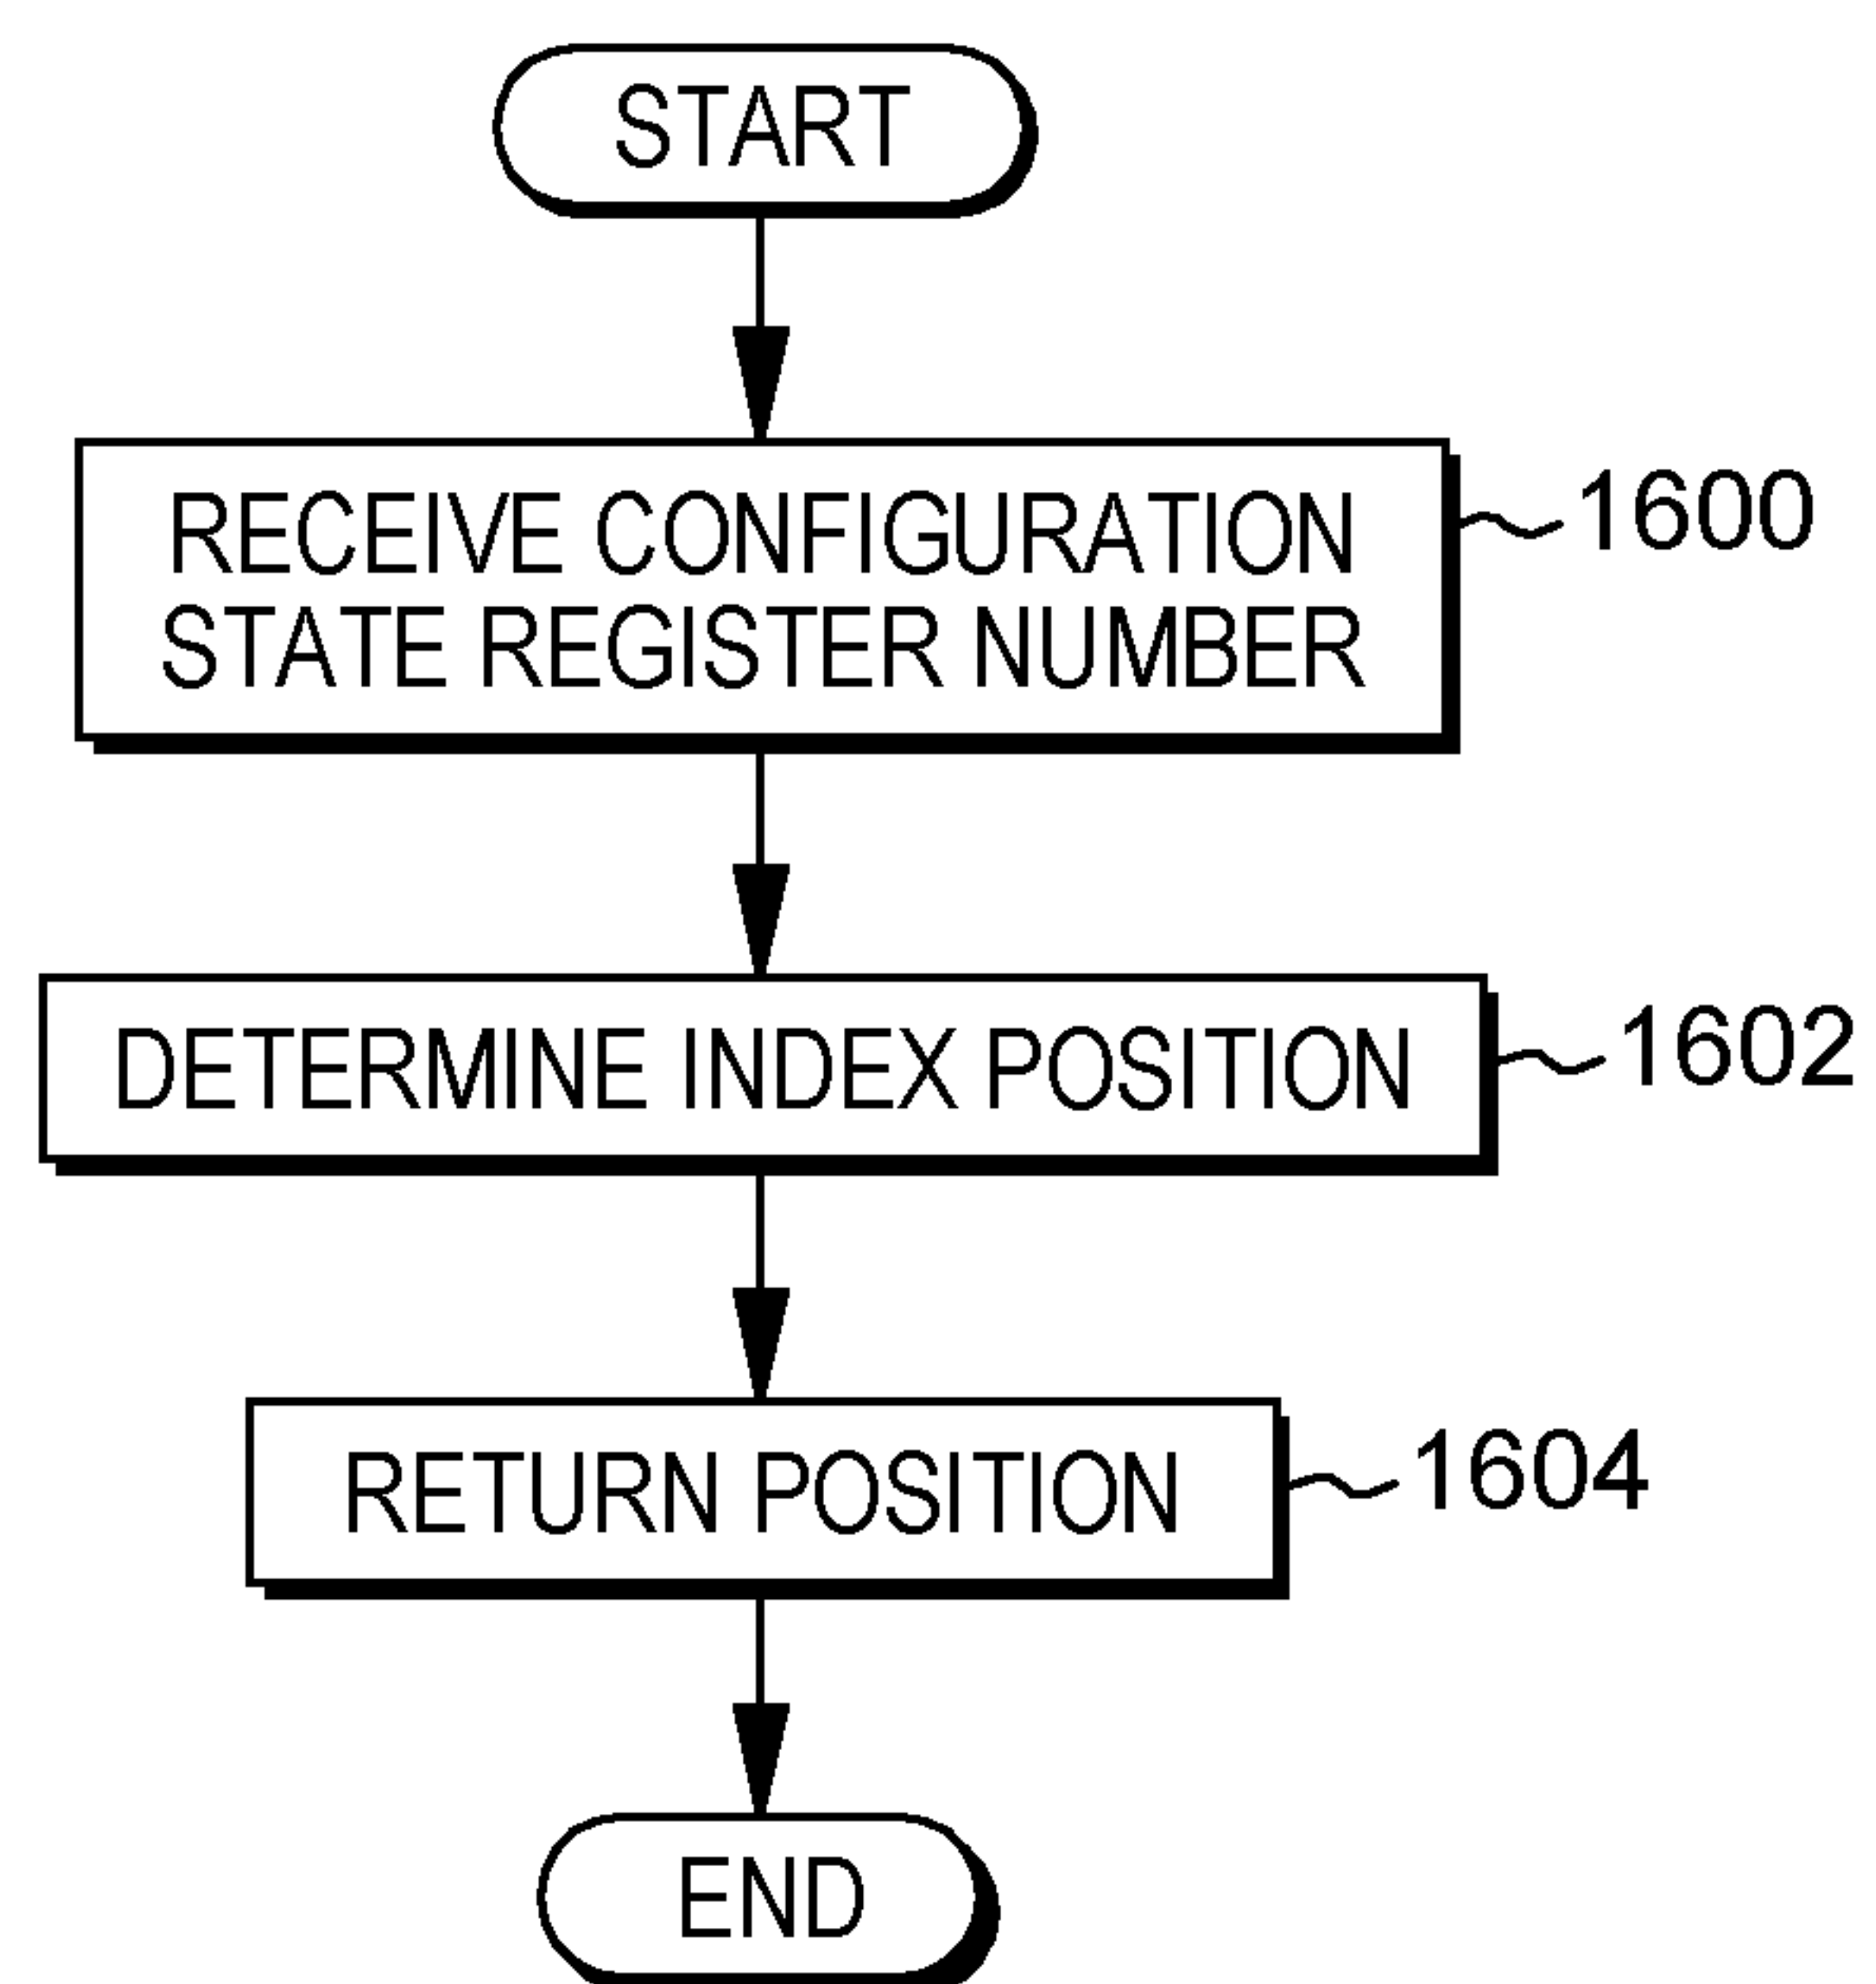 START
RECEIVE CONFIGURATION
STATE REGISTER NUMBER
1600
DETERMINE INDEX POSITION
1602
RETURN POSITION
1604
END